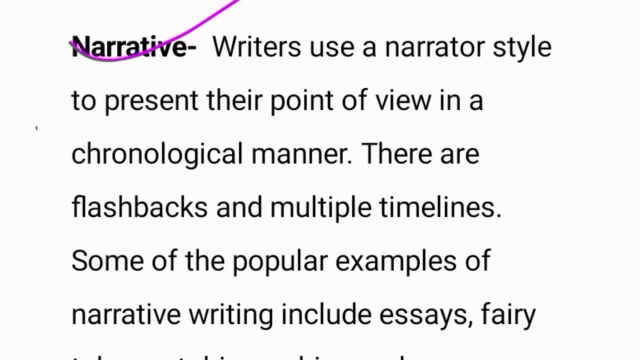 Narrative- Writers use a narrator style
to present their point of view in a
chronological manner. There are
flashbacks and multiple timelines.
Some of the popular examples of
narrative writing include essays, fairy